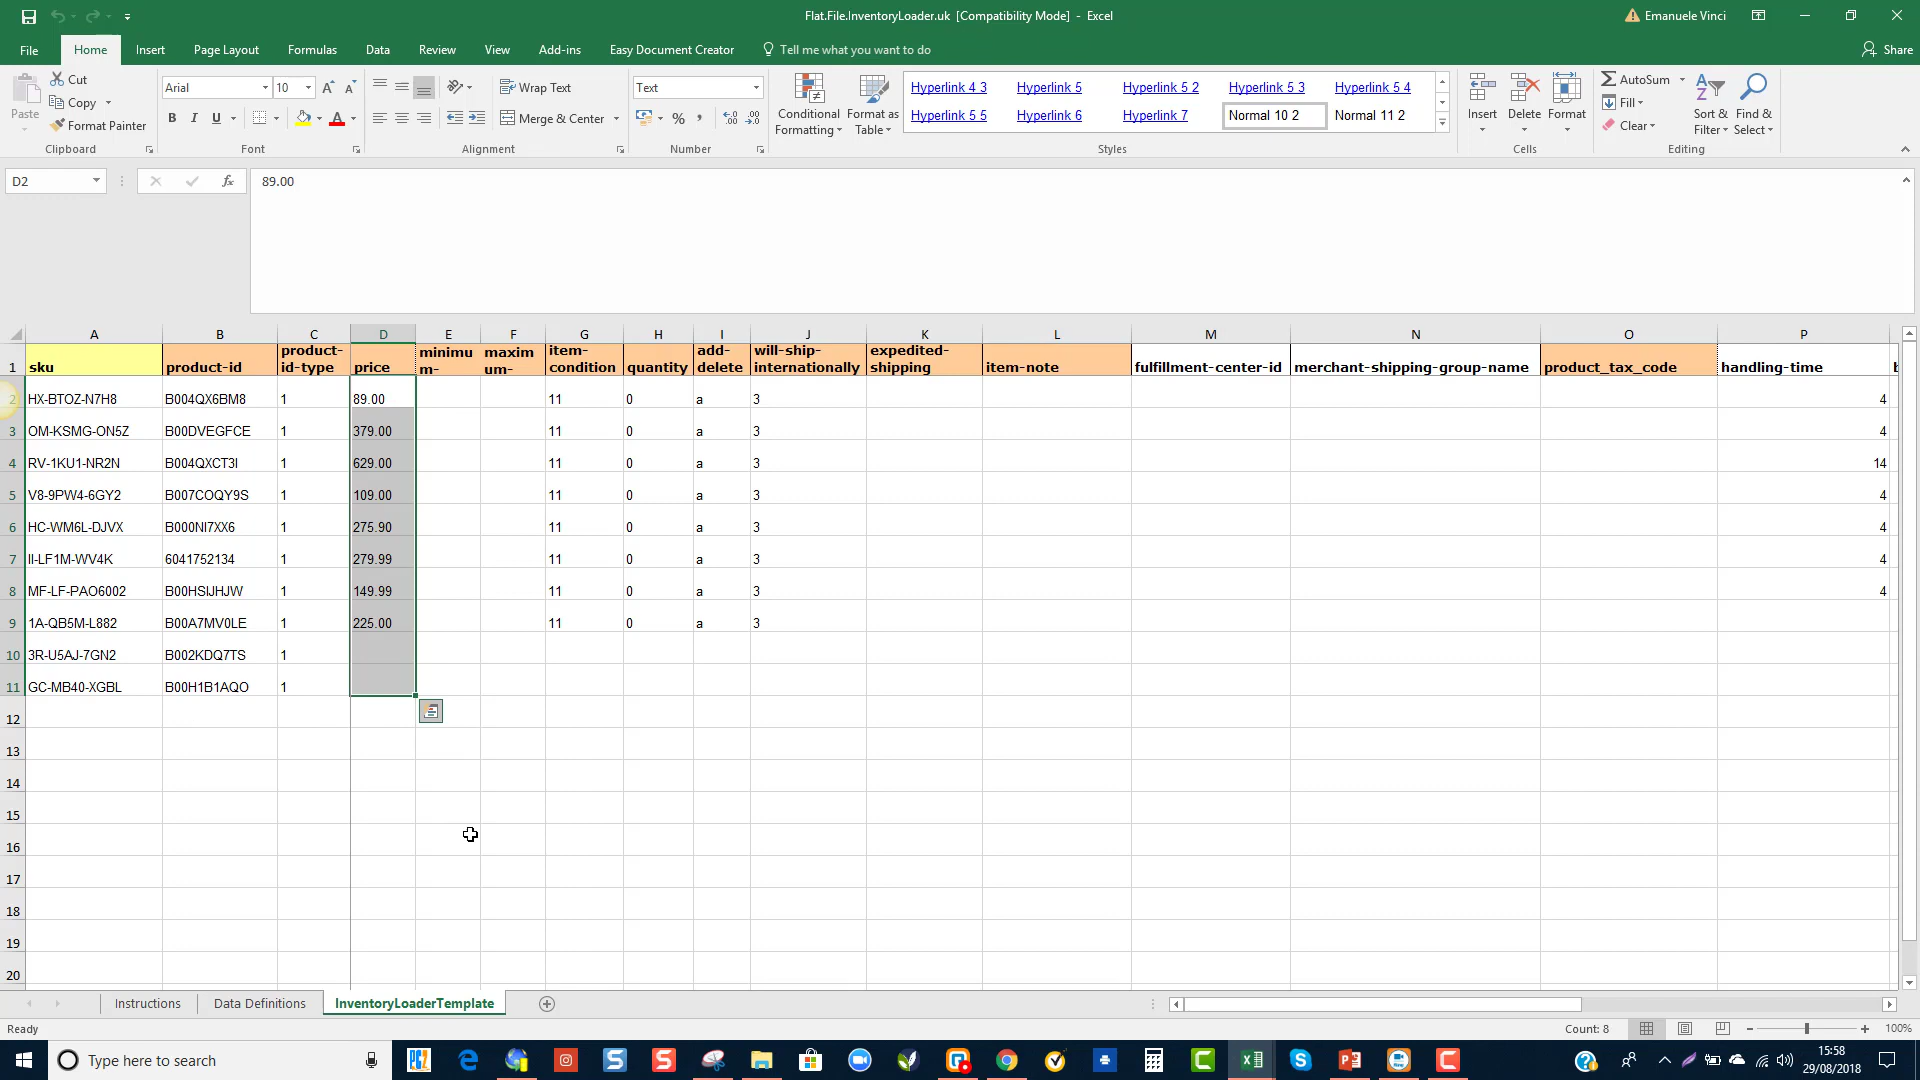 Flat.File.InventoryLoader.uk [Compatibility Mode] - Excel
Emanuele Vinci
File Home Insert Page Layout Formulas Data Review View Add-ins Easy Document Creator Tell me what you want to do
Share
Paste
Cut
Copy
Format Painter
Clipboard
Arial 10
B I U
Font
Wrap Text
Merge & Center
Alignment
Text
%
Number
Conditional Formatting
Format as Table
Hyperlink 4 3 Hyperlink 5 Hyperlink 5 2 Hyperlink 5 3 Hyperlink 5 4
Hyperlink 5 5 Hyperlink 6 Hyperlink 7 Normal 10 2 Normal 11 2
Styles
Insert Delete Format
Cells
AutoSum
Fill
Clear
Sort & Filter
Find & Select
Editing
D2 fx 89.00
A B C D E F G H I J K L M N O P
1 sku product-id product-id-type price minimum- maximum- item-condition quantity add-delete will-ship-internationally expedited-shipping item-note fulfillment-center-id merchant-shipping-group-name product_tax_code handling-time
2 HX-BTOZ-N7H8 B004QX6BM8 1 89.00 11 0 a 3 4
3 OM-KSMG-ON5Z B00DVEGFCE 1 379.00 11 0 a 3 4
4 RV-1KU1-NR2N B004QXCT3I 1 629.00 11 0 a 3 14
5 V8-9PW4-6GY2 B007COQY9S 1 109.00 11 0 a 3 4
6 HC-WM6L-DJVX B000NI7XX6 1 275.90 11 0 a 3 4
7 II-LF1M-WV4K 6041752134 1 279.99 11 0 a 3 4
8 MF-LF-PAO6002 B00HSIJHJW 1 149.99 11 0 a 3 4
9 1A-QB5M-L882 B00A7MV0LE 1 225.00 11 0 a 3
10 3R-U5AJ-7GN2 B002KDQ7TS 1
11 GC-MB40-XGBL B00H1B1AQO 1
12
13
14
15
16
17
18
19
20
Instructions Data Definitions InventoryLoaderTemplate
Ready
Count: 8
100%
Type here to search
15:58
29/08/2018